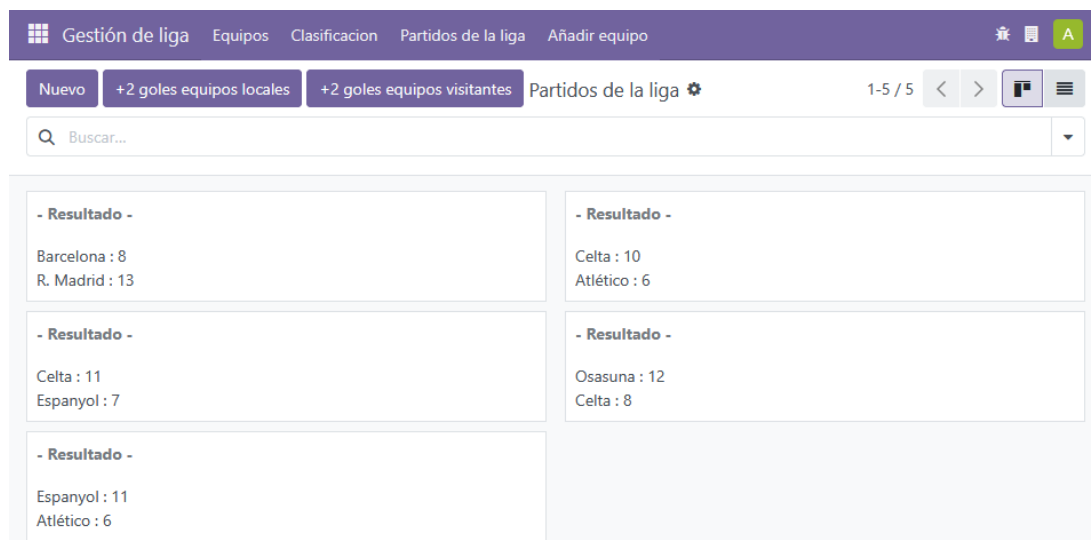 Gestión de liga Equipos Clasificacion Partidos de la liga Añadir equipo A
Nuevo +2 goles equipos locales +2 goles equipos visitantes Partidos de la liga 1-5 / 5
Buscar...
- Resultado -
Barcelona : 8
R. Madrid : 13
- Resultado -
Celta : 10
Atlético : 6
- Resultado -
Celta : 11
Espanyol : 7
- Resultado -
Osasuna : 12
Celta : 8
- Resultado -
Espanyol : 11
Atlético : 6